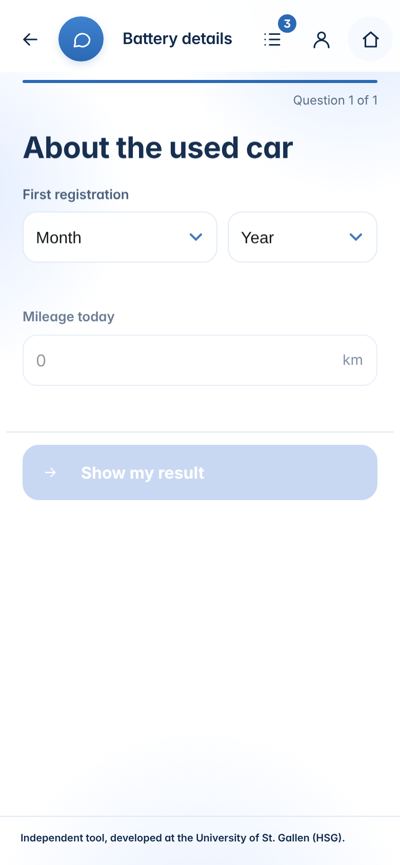 Battery details
3
Question 1 of 1
About the used car
First registration
Month
Year
Mileage today
0
km
Show my result
Independent tool, developed at the University of St. Gallen (HSG).